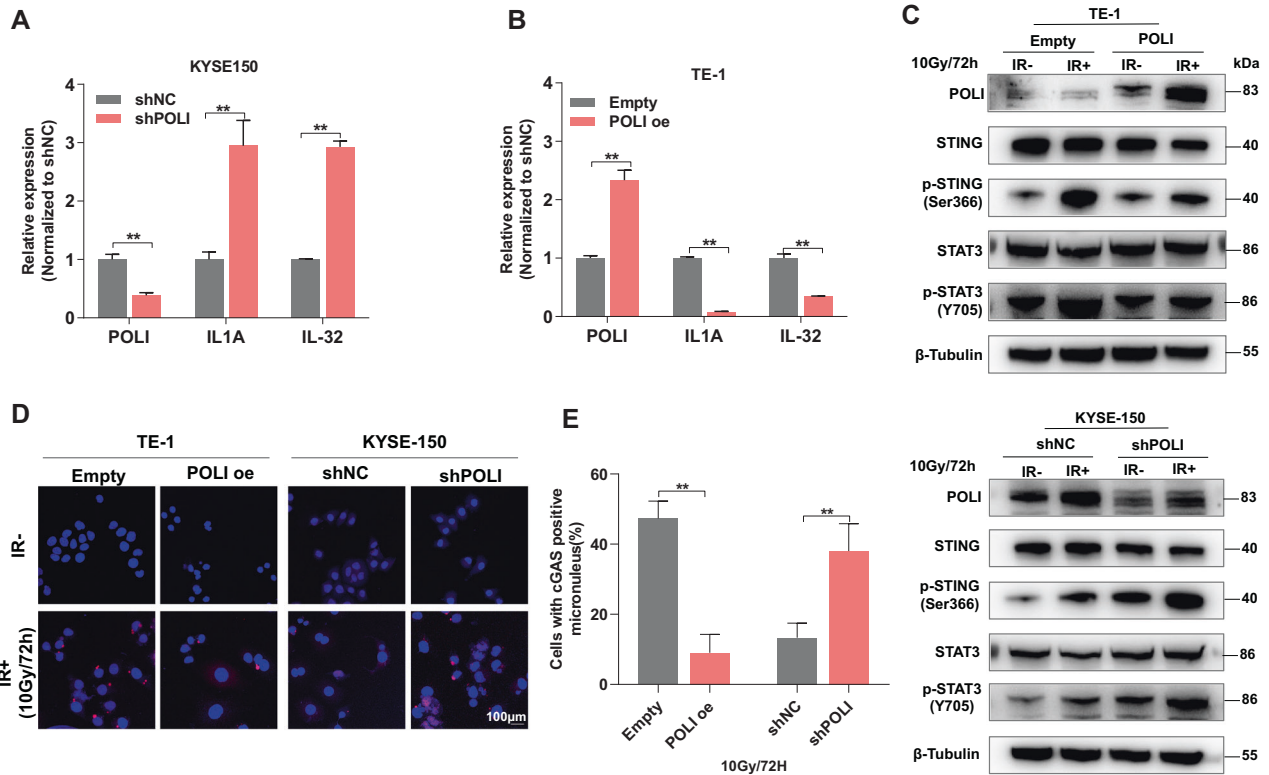 A
KYSE150
Relative expression
(Normalized to shNC)
4
3
2
1
0
shNC
shPOLI
**
**
**
POLI
IL1A
IL-32
B
TE-1
Relative expression
(Normalized to shNC)
4
3
2
1
0
Empty
POLI oe
**
**
**
POLI
IL1A
IL-32
C
TE-1
Empty
POLI
10Gy/72h
IR-
IR+
IR-
IR+
kDa
POLI
83
STING
40
p-STING
(Ser366)
40
STAT3
86
p-STAT3
(Y705)
86
β-Tubulin
55
KYSE-150
shNC
shPOLI
10Gy/72h
IR-
IR+
IR-
IR+
POLI
83
STING
40
p-STING
(Ser366)
40
STAT3
86
p-STAT3
(Y705)
86
β-Tubulin
55
D
TE-1
KYSE-150
Empty
POLI oe
shNC
shPOLI
IR-
IR+
(10Gy/72h)
100μm
E
Cells with cGAS positive
micronuleus(%)
60
40
20
0
**
**
Empty
POLI oe
shNC
shPOLI
10Gy/72H